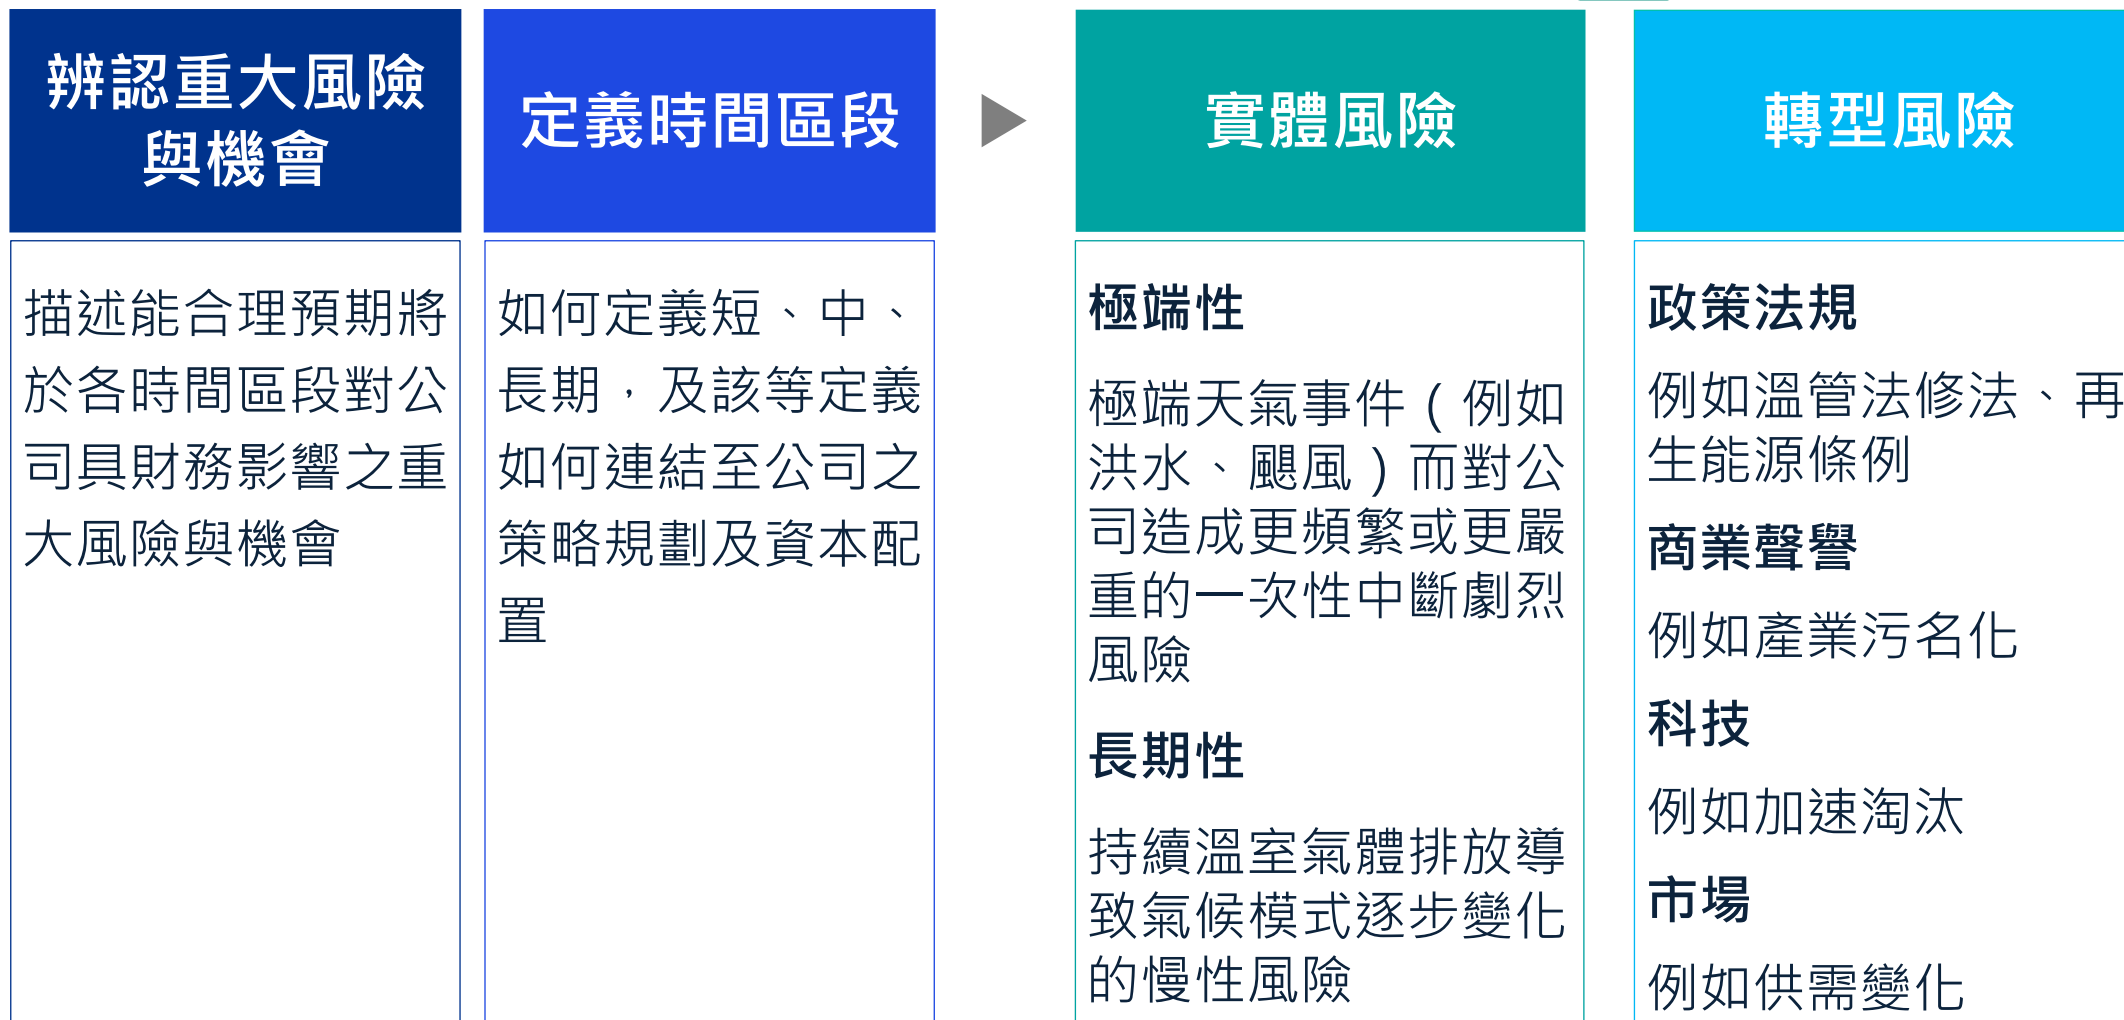 辨認重大風險
與機會
描述能合理預期將
於各時間區段對公
司具財務影響之重
大風險與機會
定義時間區段
如何定義短、中、
長期，及該等定義
如何連結至公司之
策略規劃及資本配
置
實體風險
極端性
極端天氣事件（例如
洪水、颶風）而對公
司造成更頻繁或更嚴
重的一次性中斷劇烈
風險
長期性
持續溫室氣體排放導
致氣候模式逐步變化
的慢性風險
轉型風險
政策法規
例如溫管法修法、再
生能源條例
商業聲譽
例如產業污名化
科技
例如加速淘汰
市場
例如供需變化